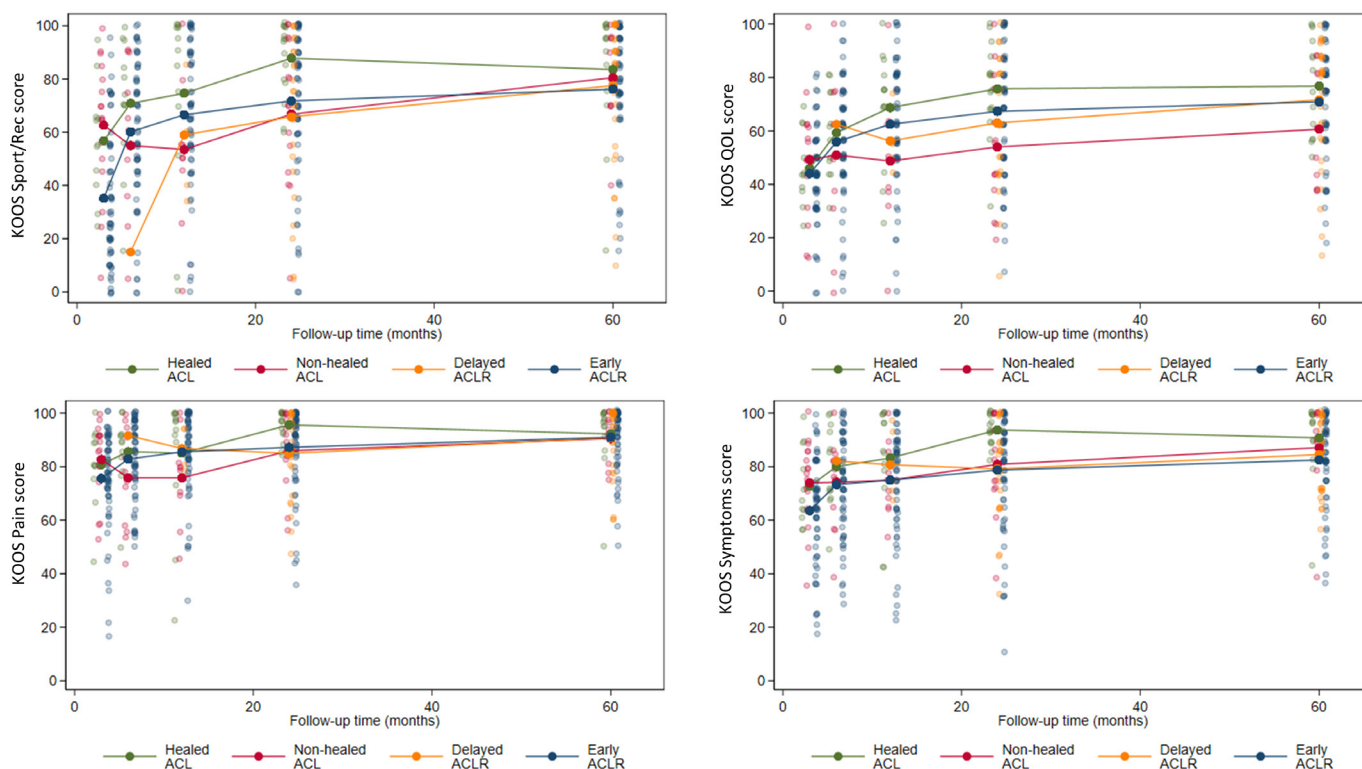 KOOS Sport/Rec score
100
80
60
40
20
0
0 20 40 60
Follow-up time (months)
Healed ACL Non-healed ACL Delayed ACLR Early ACLR
KOOS QOL score
100
80
60
40
20
0
0 20 40 60
Follow-up time (months)
Healed ACL Non-healed ACL Delayed ACLR Early ACLR
KOOS Pain score
100
80
60
40
20
0
0 20 40 60
Follow-up time (months)
Healed ACL Non-healed ACL Delayed ACLR Early ACLR
KOOS Symptoms score
100
80
60
40
20
0
0 20 40 60
Follow-up time (months)
Healed ACL Non-healed ACL Delayed ACLR Early ACLR